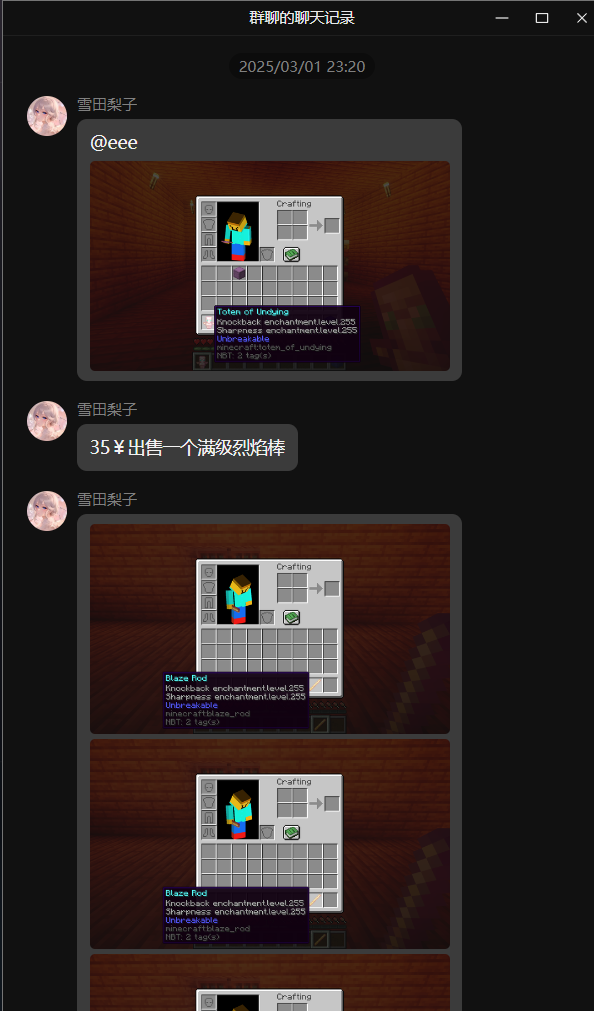 群聊的聊天记录
2025/03/01 23:20
雪田梨子
@eee
Crafting
Totem of Undying
Knockback enchantment.level.255
Sharpness enchantment.level.255
Unbreakable
minecraft:totem_of_undying
NBT: 2 tag(s)
雪田梨子
35￥出售一个满级烈焰棒
雪田梨子
Crafting
Blaze Rod
Knockback enchantment.level.255
Sharpness enchantment.level.255
Unbreakable
minecraft:blaze_rod
NBT: 2 tag(s)
Crafting
Blaze Rod
Knockback enchantment.level.255
Sharpness enchantment.level.255
Unbreakable
minecraft:blaze_rod
NBT: 2 tag(s)
Crafting